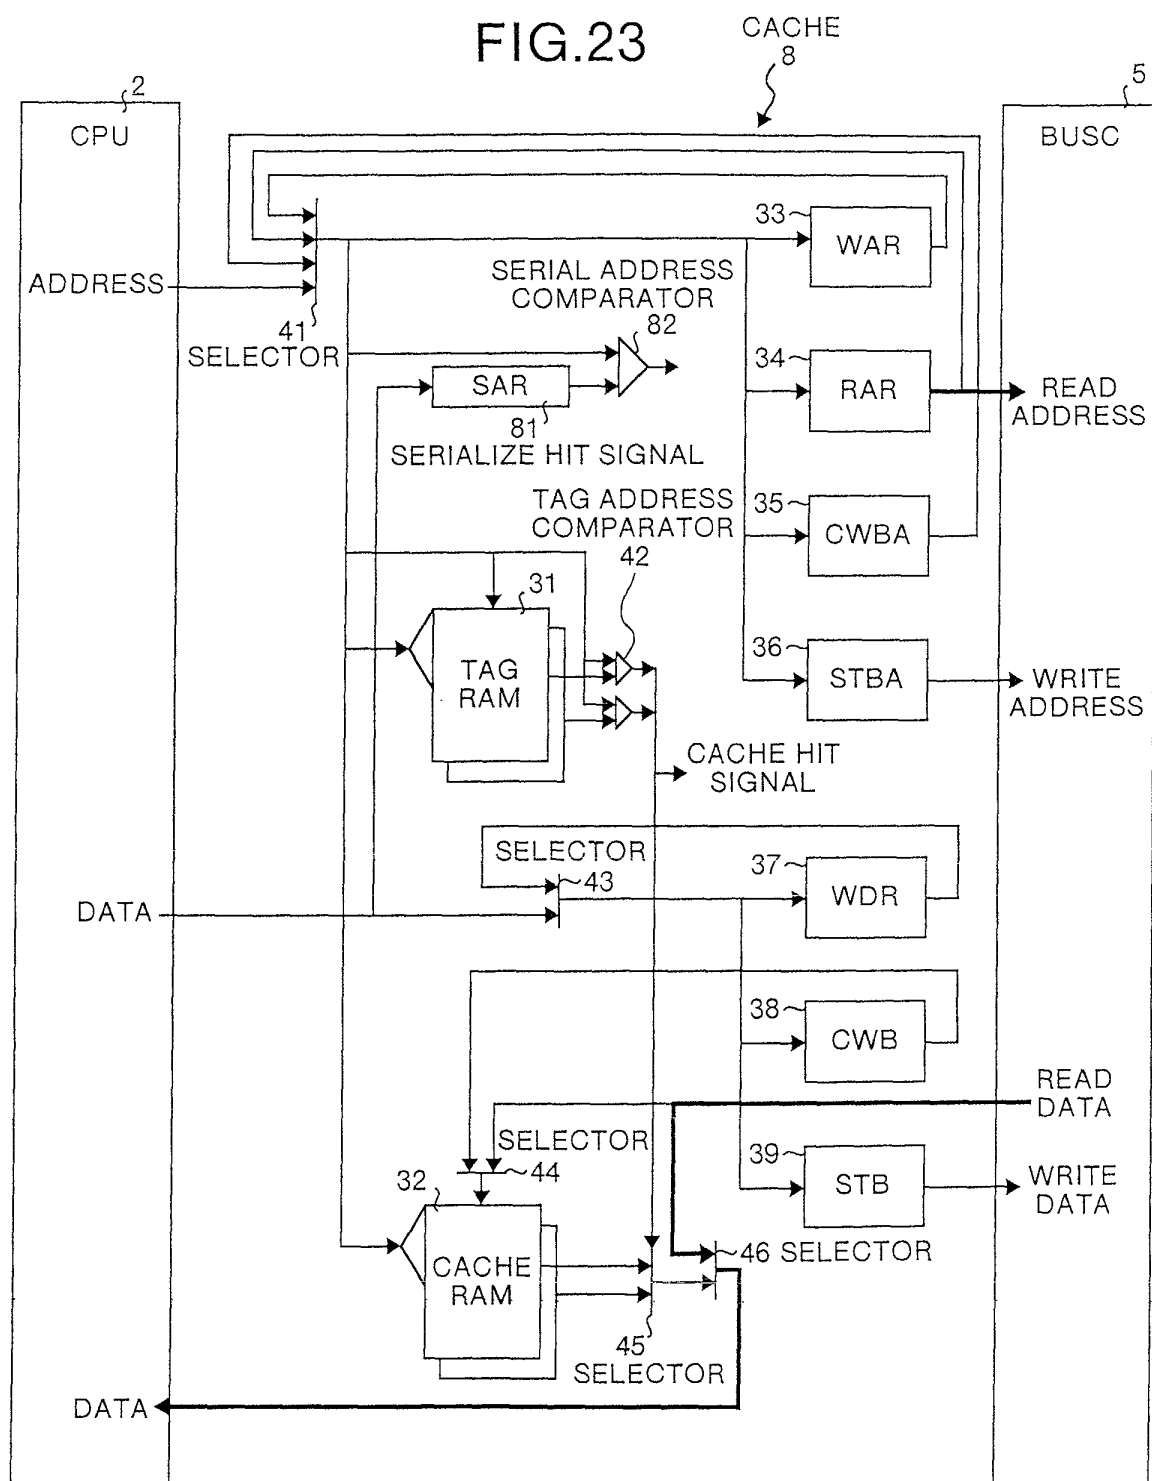 FIG.23
CACHE
8
2
5
CPU
BUSC
33
WAR
ADDRESS
SERIAL ADDRESS
COMPARATOR
41
SELECTOR
82
34
RAR
READ
ADDRESS
SAR
81
SERIALIZE HIT SIGNAL
TAG ADDRESS
COMPARATOR
35
CWBA
42
31
TAG
RAM
36
STBA
WRITE
ADDRESS
CACHE HIT
SIGNAL
SELECTOR
43
37
WDR
DATA
38
CWB
READ
DATA
SELECTOR
44
39
STB
WRITE
DATA
32
CACHE
RAM
46 SELECTOR
45
SELECTOR
DATA